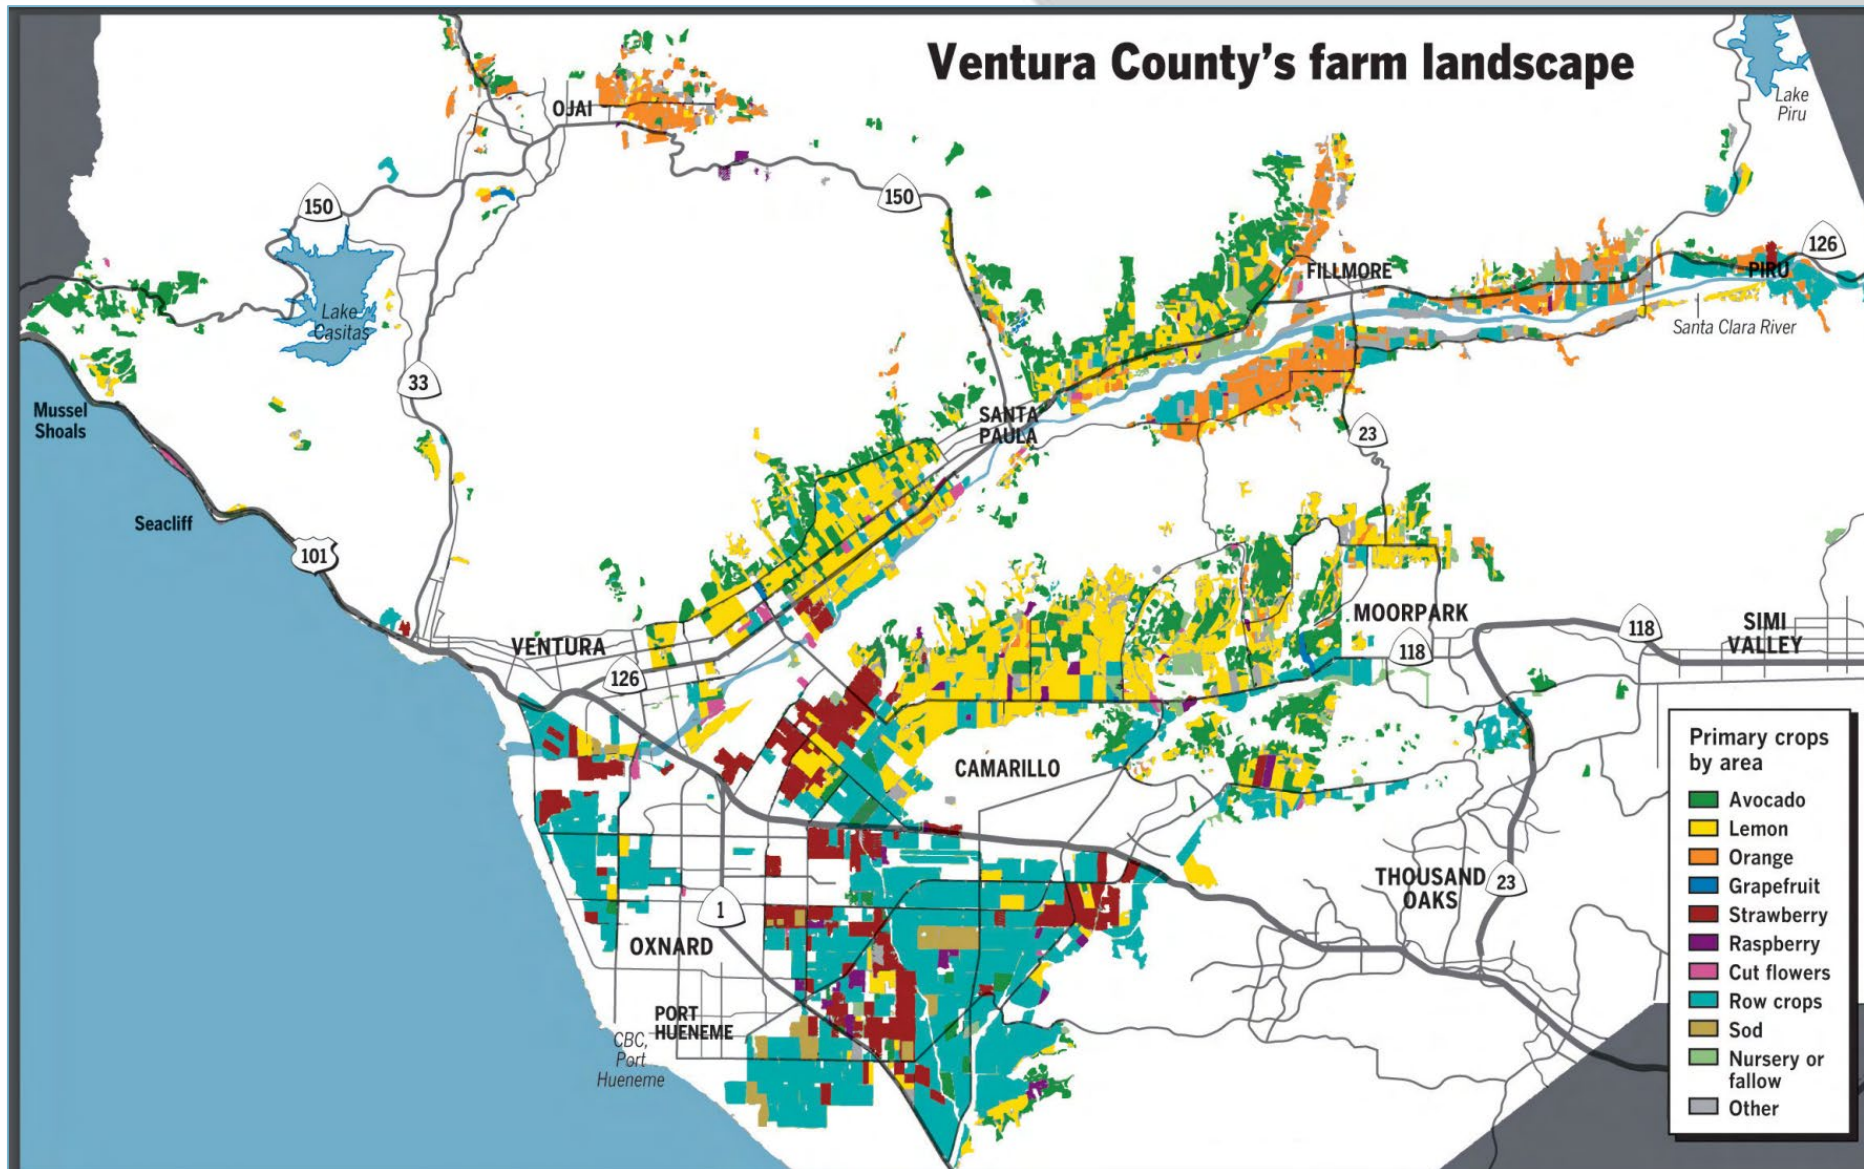 Ventura County's farm landscape
Lake
Piru
OJAI
150
150
126
FILLMORE
PIRU
Lake
Casitas
Santa Clara River
33
Mussel
Shoals
SANTA
PAULA
23
Seacliff
101
MOORPARK
118
118
SIMI
VALLEY
VENTURA
126
CAMARILLO
THOUSAND
OAKS
23
1
OXNARD
PORT
HUENEME
CBC,
Port
Hueneme
Primary crops
by area
Avocado
Lemon
Orange
Grapefruit
Strawberry
Raspberry
Cut flowers
Row crops
Sod
Nursery or
fallow
Other